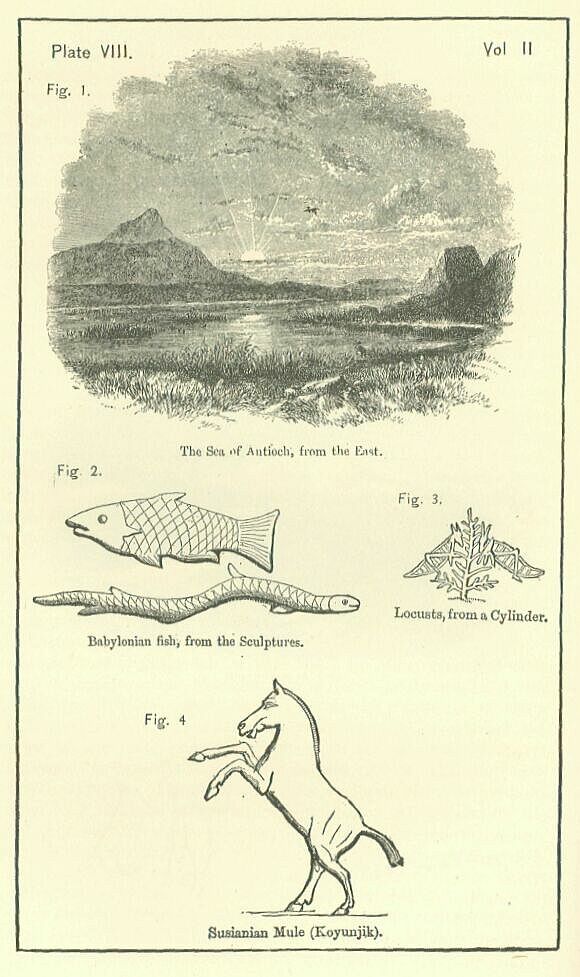 Plate VIII.
Vol II
Fig. 1.
The Sea of Antioch, from the East.
Fig. 2.
Fig. 3.
Locusts, from a Cylinder.
Babylonian fish, from the Sculptures.
Fig. 4
Susianian Mule (Koyunjik).